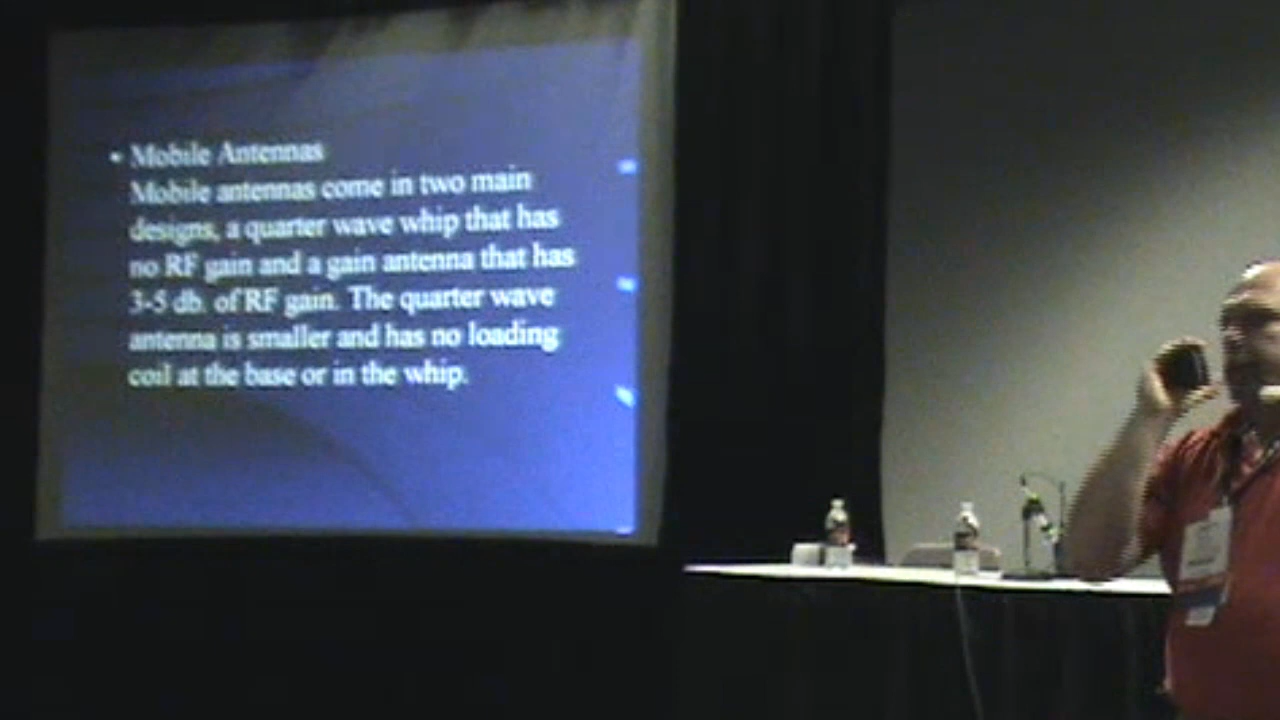 • Mobile Antennas
Mobile antennas come in two main
designs, a quarter wave whip that has
no RF gain and a gain antenna that has
3-5 db. of RF gain. The quarter wave
antenna is smaller and has no loading
coil at the base or in the whip.